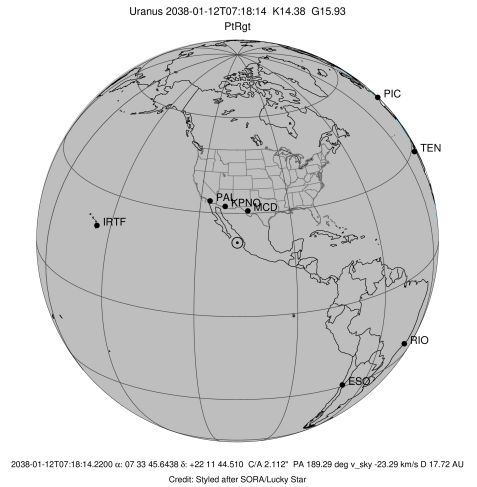 Uranus 2038-01-12T07:18:14 K14.38 G15.93
PtRgt
PIC
TEN
PAL
KPNO
MCD
IRTF
RIO
ESO
2038-01-12T07:18:14.2200 α: 07 33 45.6438 δ: +22 11 44.510 C/A 2.112" PA 189.29 deg v_sky -23.29 km/s D 17.72 AU
Credit: Styled after SORA/Lucky Star